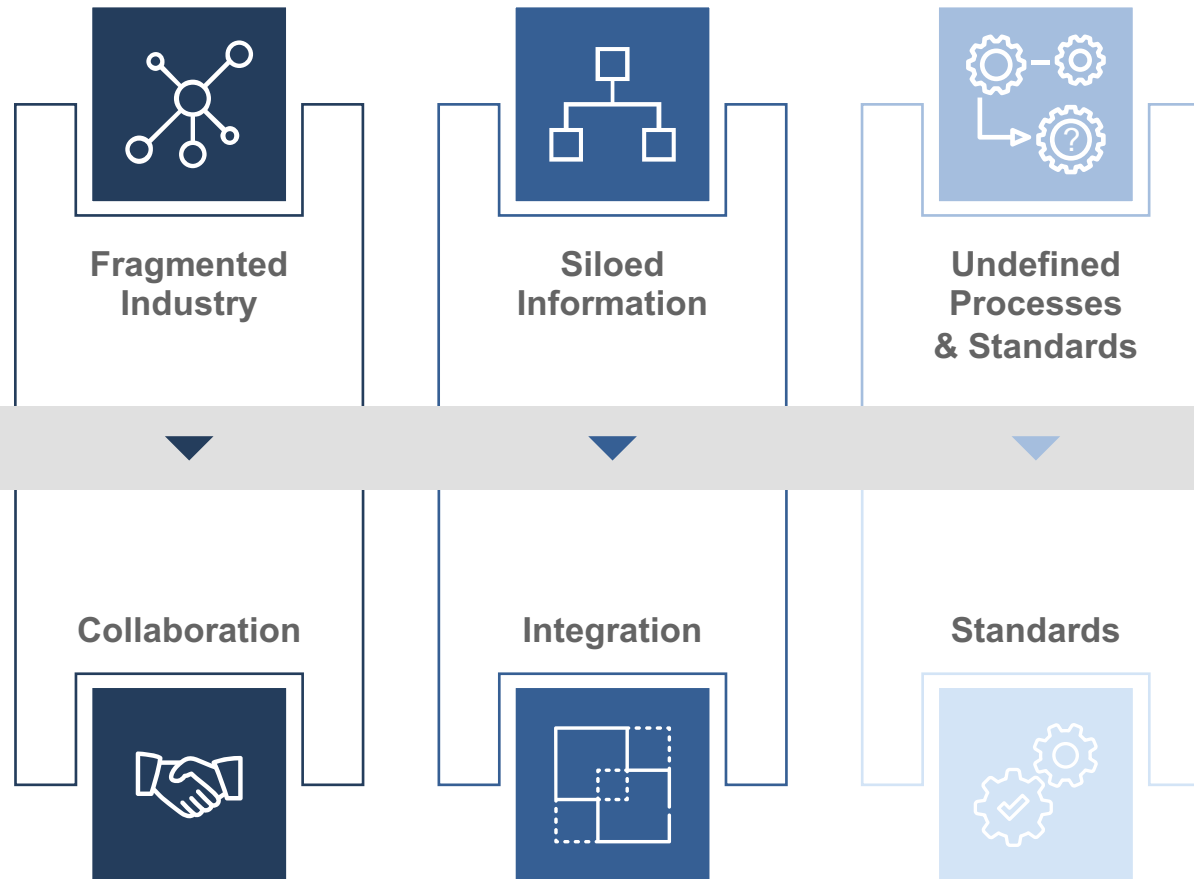 Fragmented
Industry
Siloed
Information
Undefined
Processes
& Standards
?
Collaboration
Integration
Standards